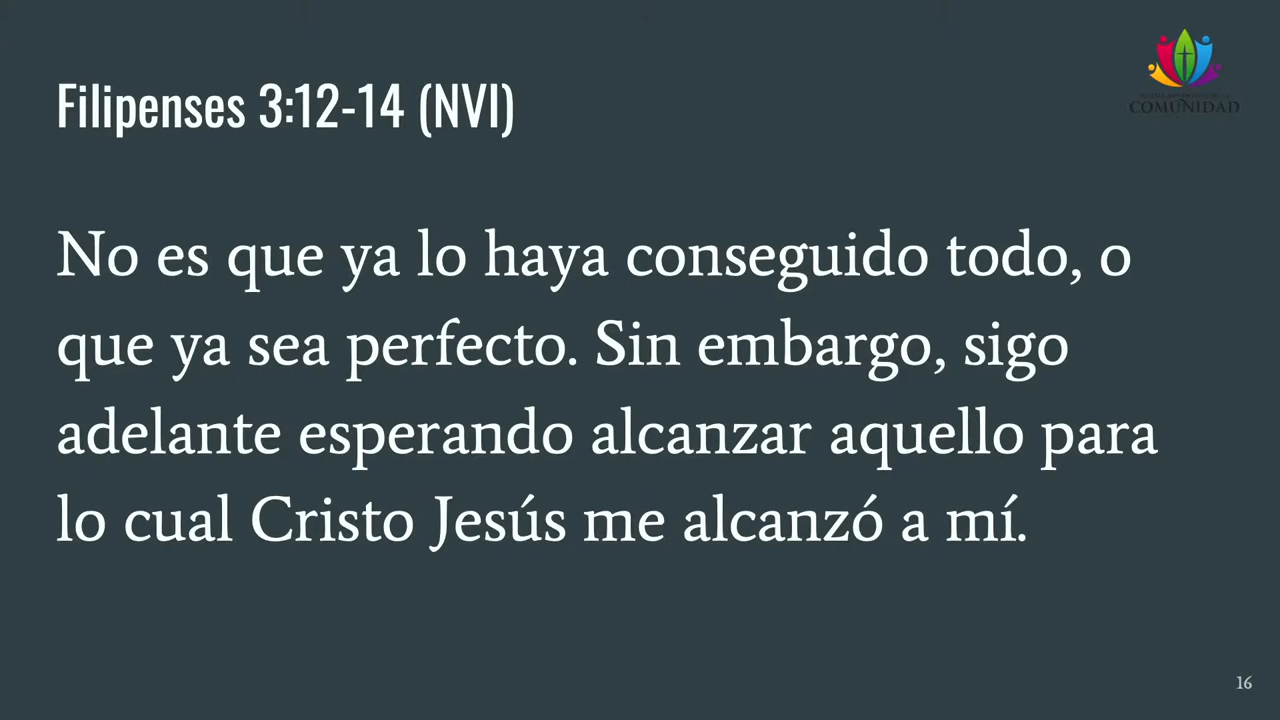 Filipenses 3:12-14 (NVI)
COMUNIDAD
No es que ya lo haya conseguido todo, o
que ya sea perfecto. Sin embargo, sigo
adelante esperando alcanzar aquello para
lo cual Cristo Jesús me alcanzó a mí.
16